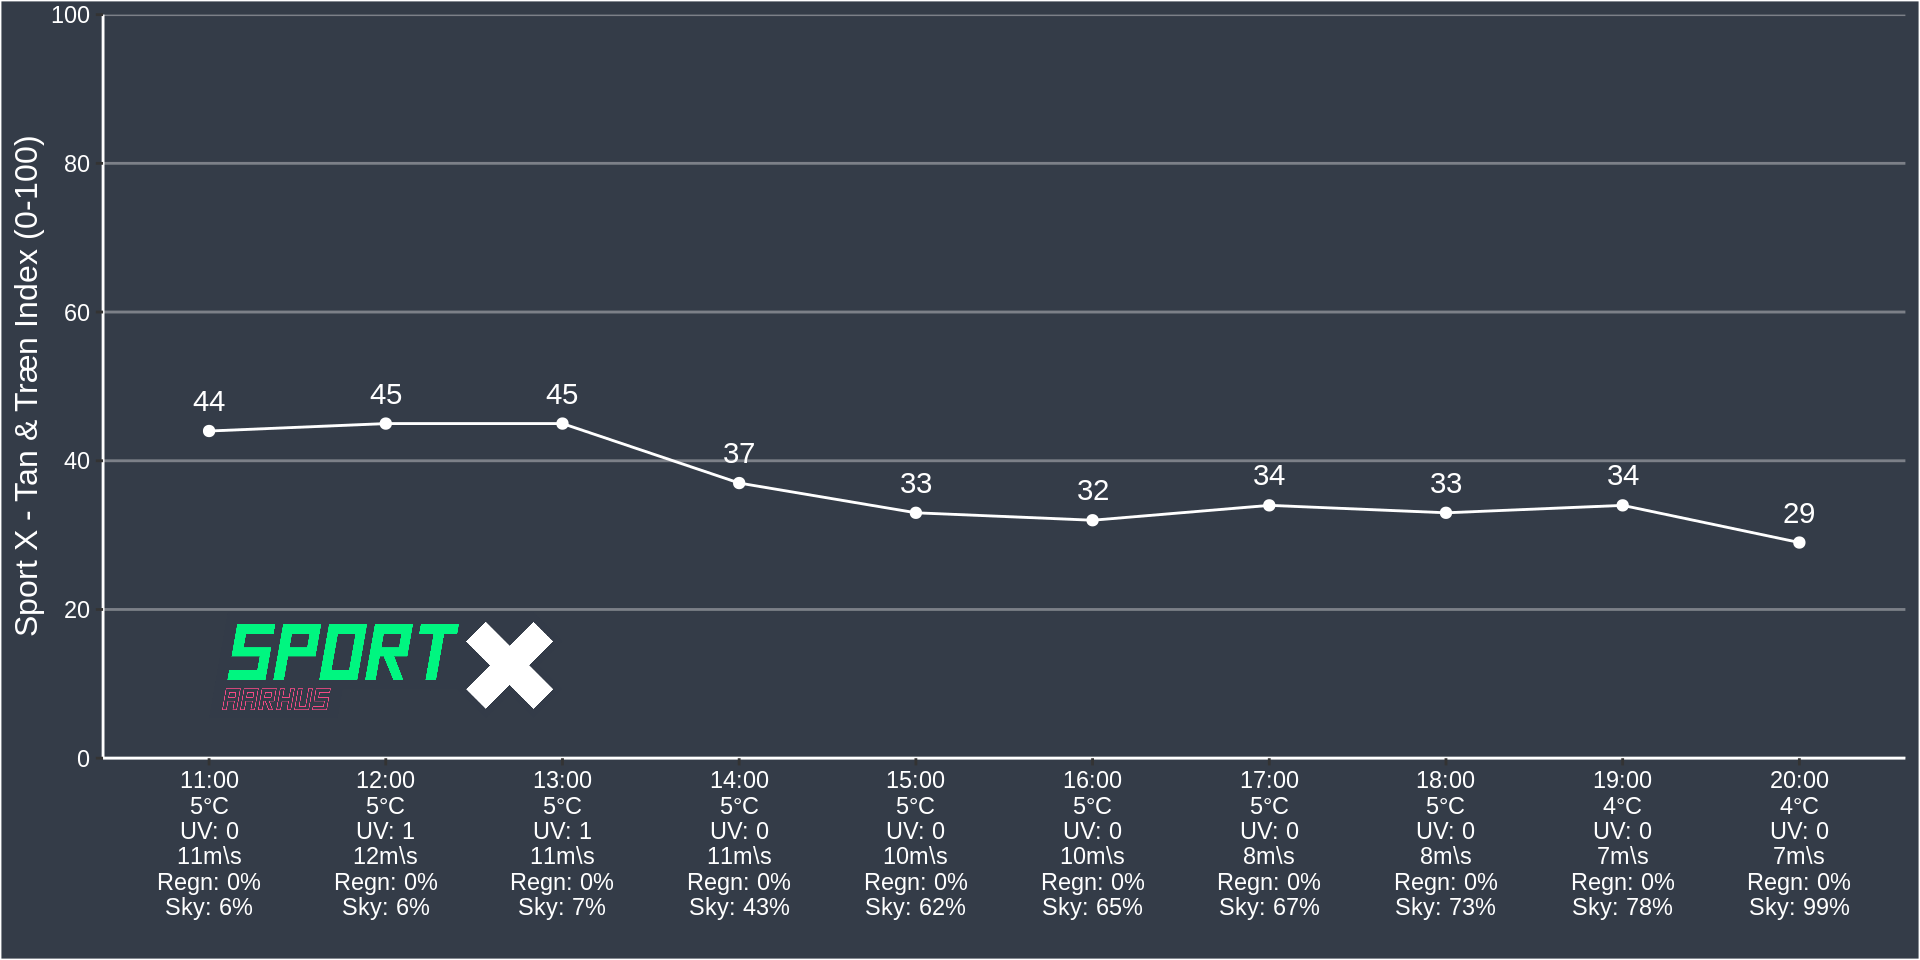 Sport X - Tan & Træn Index (0-100)
100
80
60
40
20
0
44
45
45
37
33
32
34
33
34
29
SPORT X
AARHUS
11:00 12:00 13:00 14:00 15:00 16:00 17:00 18:00 19:00 20:00
5°C 5°C 5°C 5°C 5°C 5°C 5°C 5°C 4°C 4°C
UV: 0 UV: 1 UV: 1 UV: 0 UV: 0 UV: 0 UV: 0 UV: 0 UV: 0 UV: 0
11m\s 12m\s 11m\s 11m\s 10m\s 10m\s 8m\s 8m\s 7m\s 7m\s
Regn: 0% Regn: 0% Regn: 0% Regn: 0% Regn: 0% Regn: 0% Regn: 0% Regn: 0% Regn: 0% Regn: 0%
Sky: 6% Sky: 6% Sky: 7% Sky: 43% Sky: 62% Sky: 65% Sky: 67% Sky: 73% Sky: 78% Sky: 99%